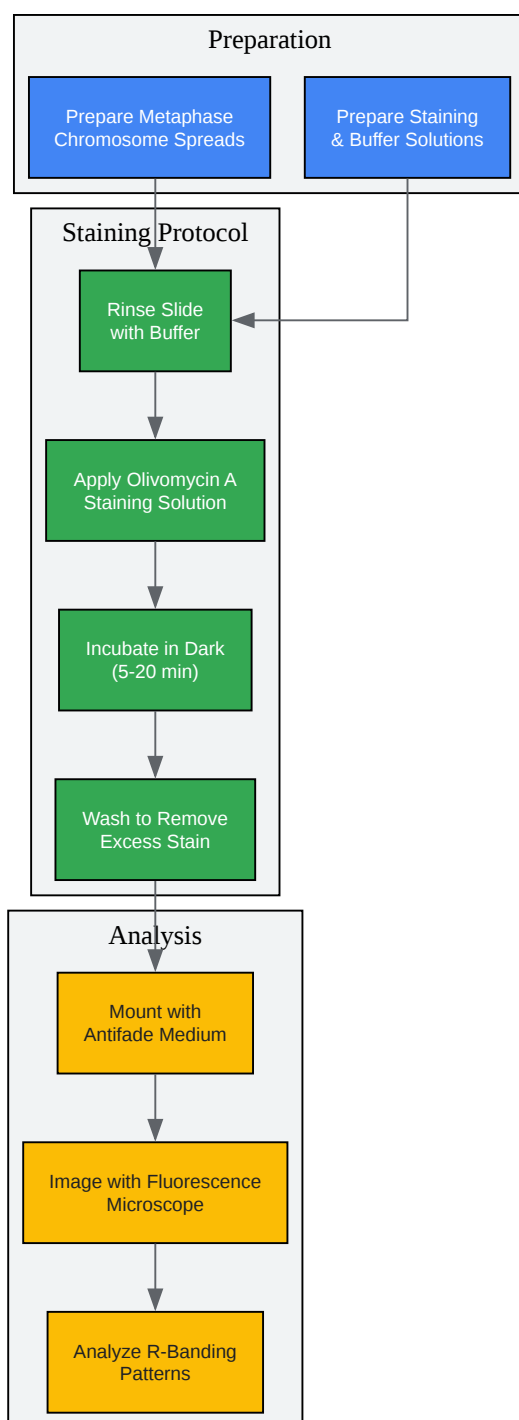 Preparation
Prepare Metaphase
Chromosome Spreads
Prepare Staining
& Buffer Solutions
Staining Protocol
Rinse Slide
with Buffer
Apply Olivomycin A
Staining Solution
Incubate in Dark
(5-20 min)
Wash to Remove
Excess Stain
Analysis
Mount with
Antifade Medium
Image with Fluorescence
Microscope
Analyze R-Banding
Patterns